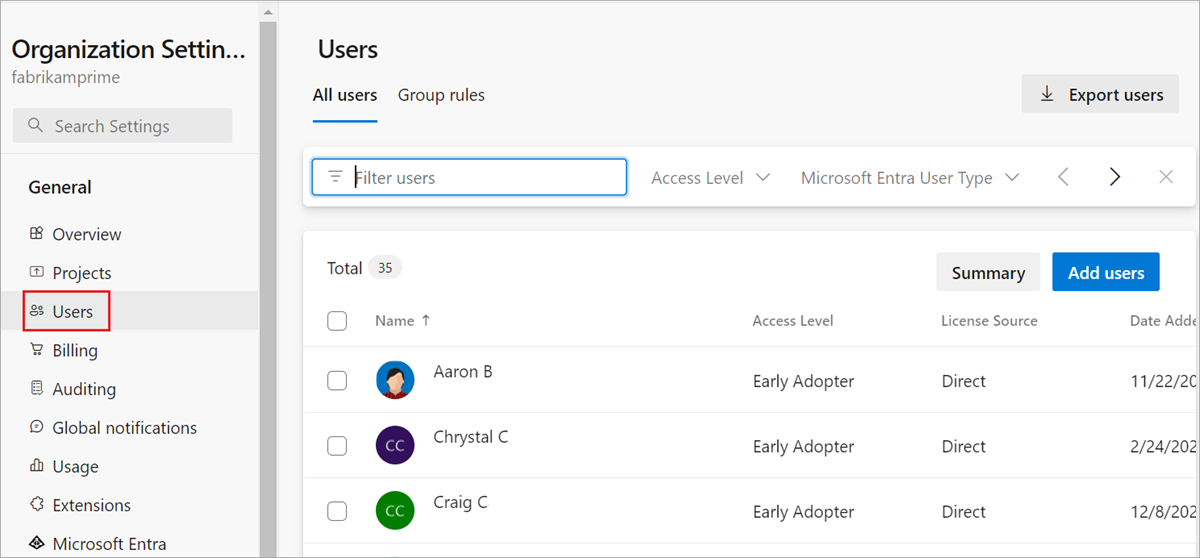 Organization Settin...
fabrikamprime
Search Settings
General
Overview
Projects
Users
Billing
Auditing
Global notifications
Usage
Extensions
Microsoft Entra
Users
All users Group rules
Export users
Filter users Access Level Microsoft Entra User Type
Total 35
Summary Add users
Name ↑ Access Level License Source Date Adde
Aaron B Early Adopter Direct 11/22/20
CC Chrystal C Early Adopter Direct 2/24/202
CC Craig C Early Adopter Direct 12/8/202